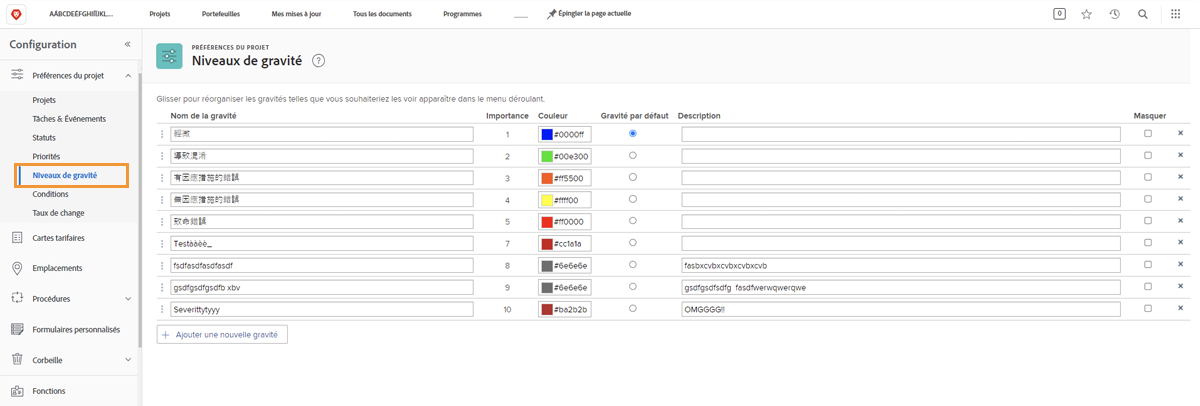 AÄBCDEÉFGHIÏJKL...
Projets
Portefeuilles
Mes mises à jour
Tous les documents
Programmes
Épingler la page actuelle
0
Configuration
Préférences du projet
Projets
Tâches & Événements
Statuts
Priorités
Niveaux de gravité
Conditions
Taux de change
Cartes tarifaires
Emplacements
Procédures
Formulaires personnalisés
Corbeille
Fonctions
PRÉFÉRENCES DU PROJET
Niveaux de gravité
Glisser pour réorganiser les gravités telles que vous souhaiteriez les voir apparaître dans le menu déroulant.
Nom de la gravité Importance Couleur Gravité par défaut Description Masquer
輕微 1 #0000ff
導致混淆 2 #00e300
有因應措施的錯誤 3 #ff5500
無因應措施的錯誤 4 #ffff00
致命錯誤 5 #ff0000
Testàäèè_ 7 #cc1a1a
fsdfasdfasdfasdf 8 #6e6e6e fasbxcvbxcvbxcvbxcvb
gsdfgsdfgsdfb xbv 9 #6e6e6e gsdfgsdfsdfg fasdfwerwqwerqwe
Severittytyyy 10 #ba2b2b OMGGGG!!
Ajouter une nouvelle gravité